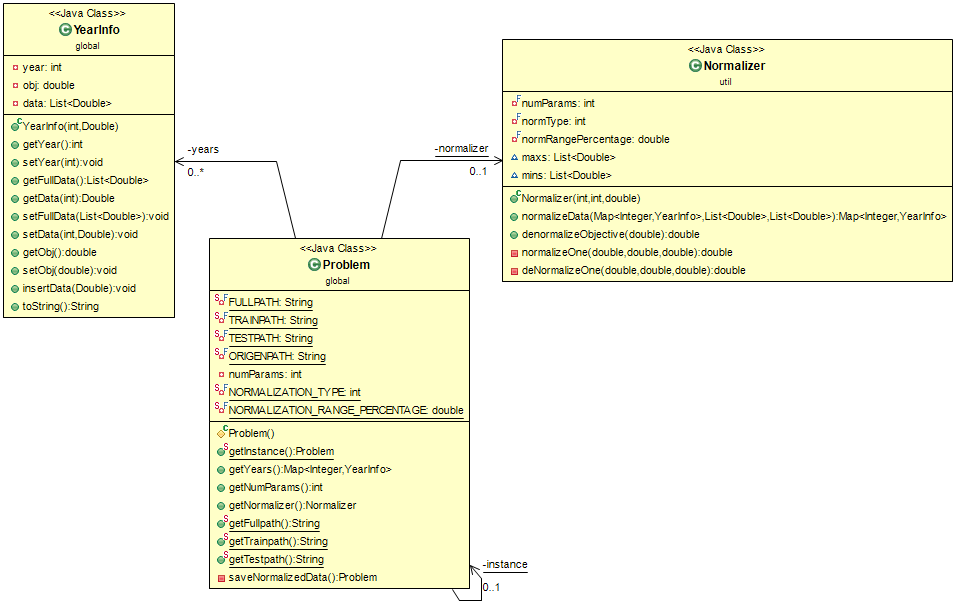 <<Java Class>>
YearInfo
global
year: int
obj: double
data: List<Double>
YearInfo(int,Double)
getYear():int
setYear(int):void
getFullData():List<Double>
getData(int):Double
setFullData(List<Double>):void
setData(int,Double):void
getObj():double
setObj(double):void
insertData(Double):void
toString():String
-years
0..*
<<Java Class>>
Normalizer
util
numParams: int
normType: int
normRangePercentage: double
maxs: List<Double>
mins: List<Double>
Normalizer(int,int,double)
normalizeData(Map<Integer,YearInfo>,List<Double>,List<Double>):Map<Integer,YearInfo>
denormalizeObjective(double):double
normalizeOne(double,double,double):double
deNormalizeOne(double,double,double):double
-normalizer
0..1
<<Java Class>>
Problem
global
FULLPATH: String
TRAINPATH: String
TESTPATH: String
ORIGENPATH: String
numParams: int
NORMALIZATION_TYPE: int
NORMALIZATION_RANGE_PERCENTAGE: double
Problem()
getInstance():Problem
getYears():Map<Integer,YearInfo>
getNumParams():int
getNormalizer():Normalizer
getFullpath():String
getTrainpath():String
getTestpath():String
saveNormalizedData():Problem
-instance
0..1